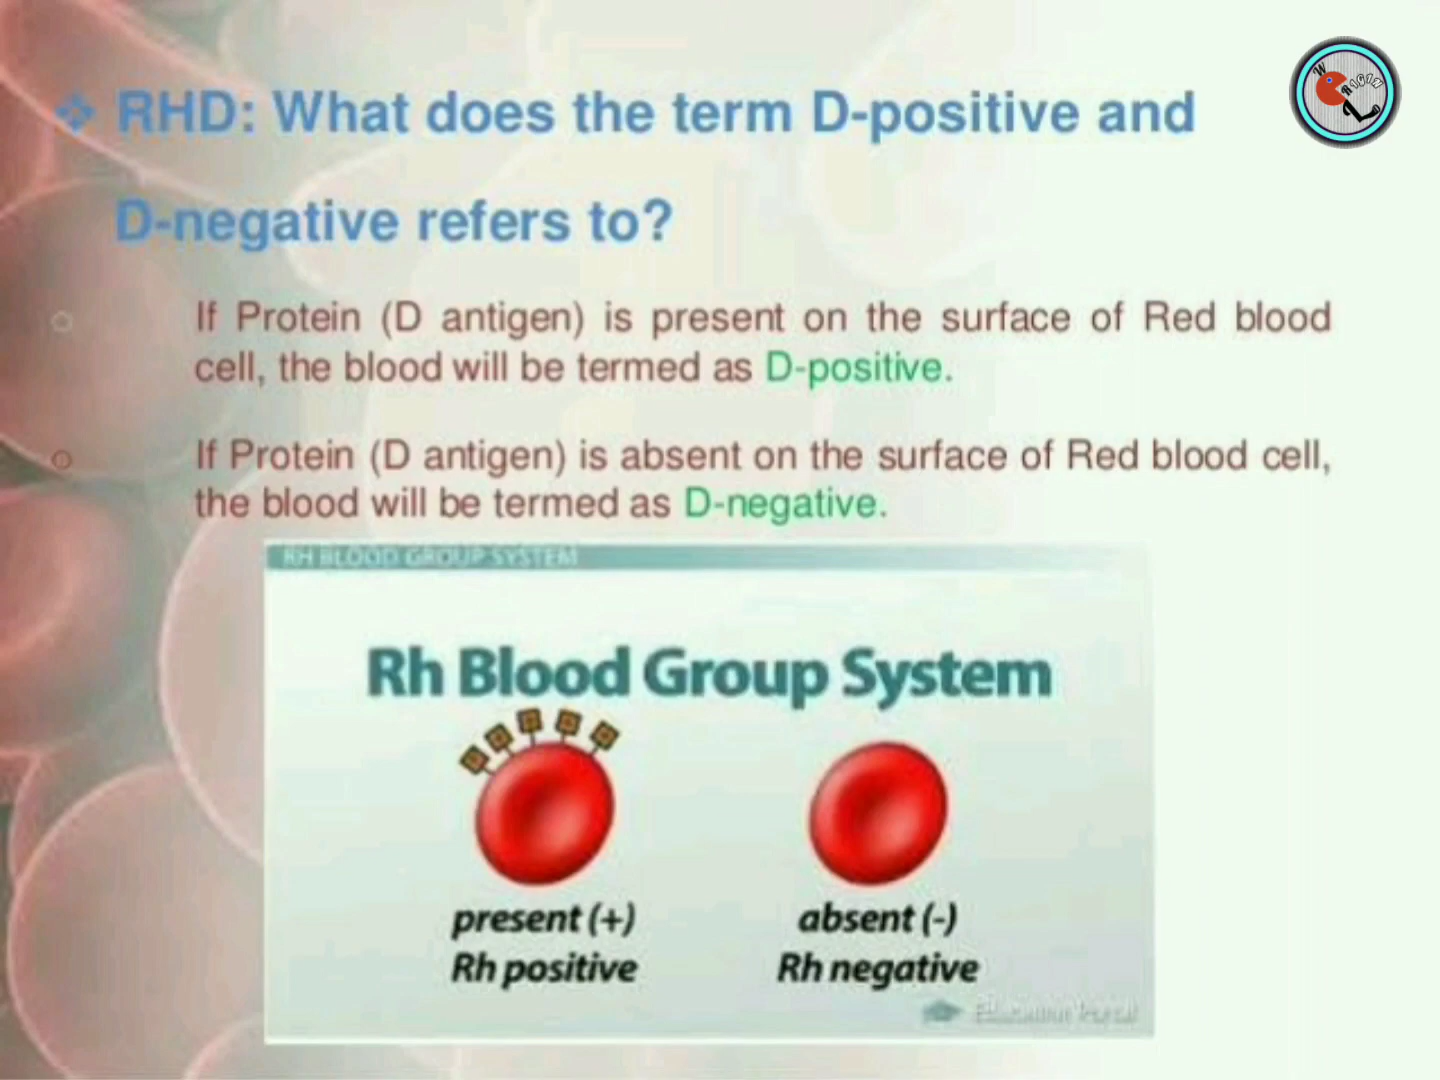 RHD: What does the term D-positive and
D-negative refers to?
If Protein (D antigen) is present on the surface of Red blood
cell, the blood will be termed as D-positive.
If Protein (D antigen) is absent on the surface of Red blood cell,
the blood will be termed as D-negative.
RH BLOOD GROUP SYSTEM
Rh Blood Group System
present (+)
Rh positive
absent (-)
Rh negative
Education Portal